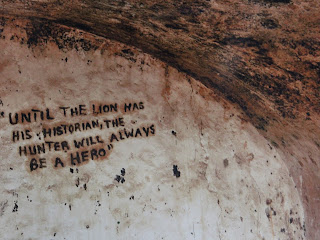 "UNTIL THE LION HAS
HIS HISTORIAN, THE
HUNTER WILL ALWAYS
BE A HERO"